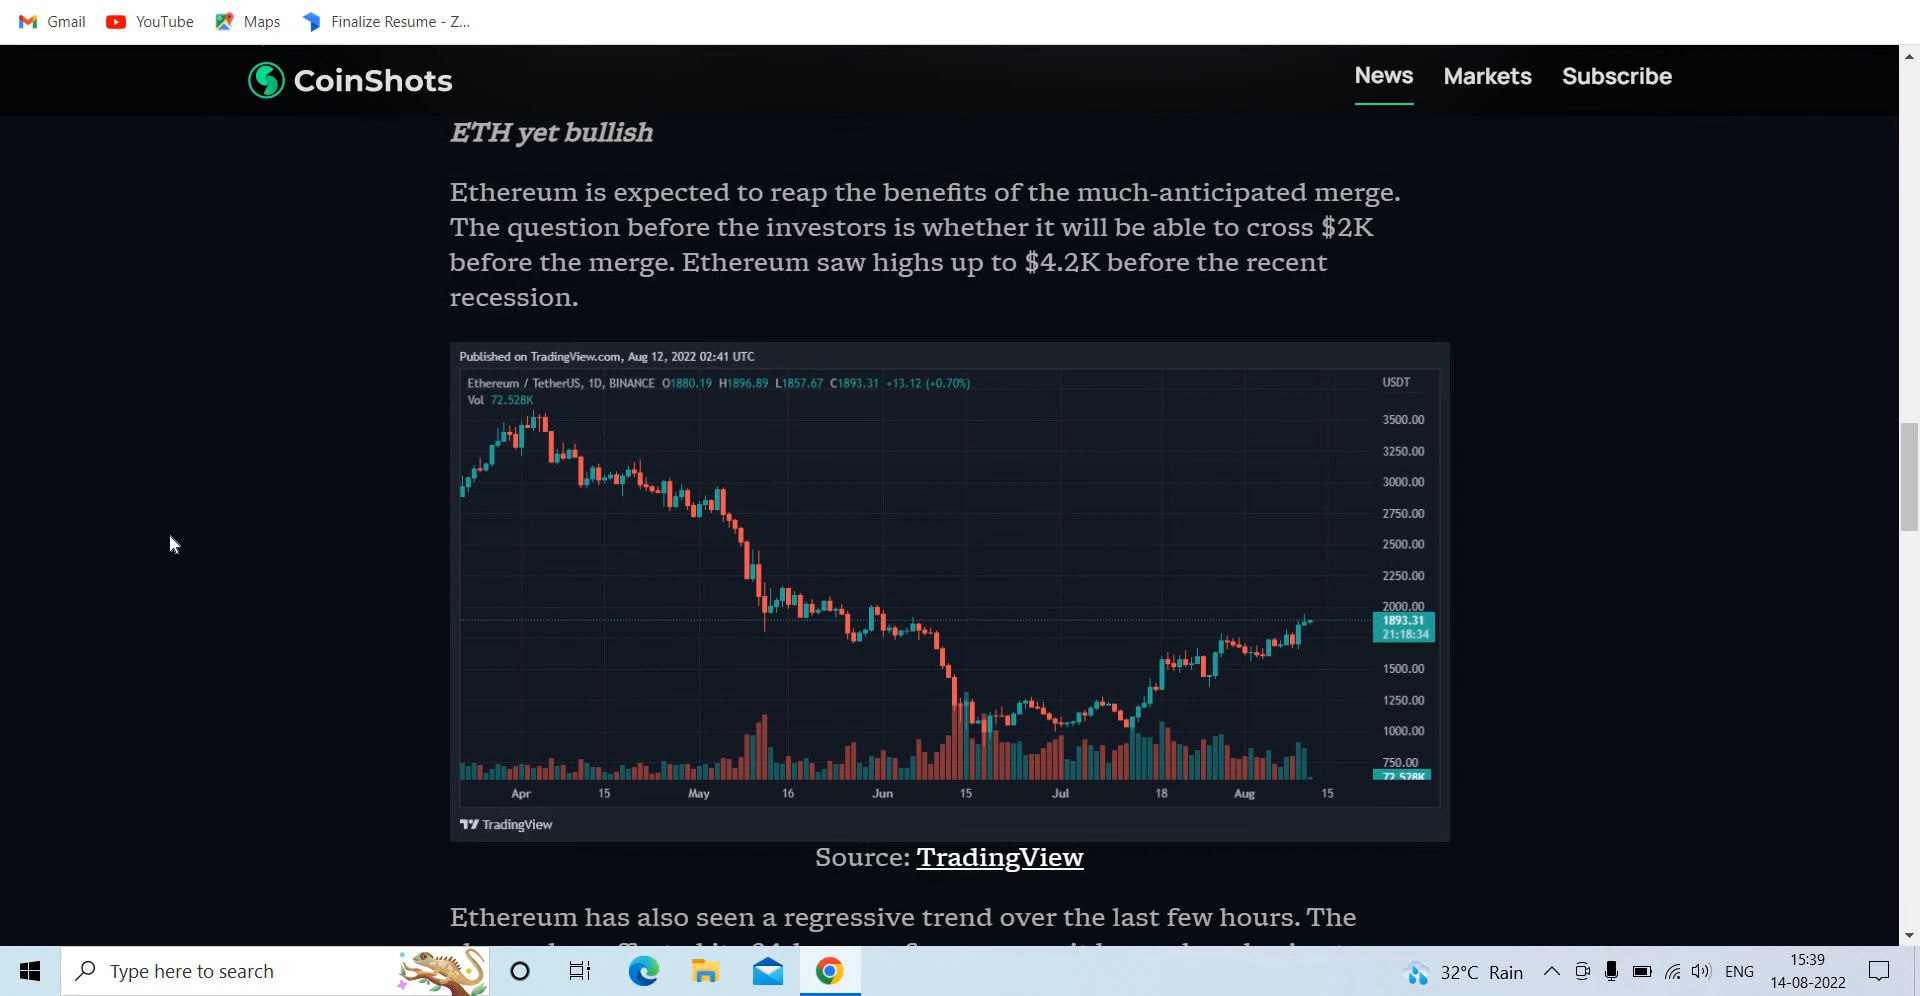 Gmail YouTube Maps Finalize Resume - Z...
CoinShots News Markets Subscribe
ETH yet bullish
Ethereum is expected to reap the benefits of the much-anticipated merge.
The question before the investors is whether it will be able to cross $2K
before the merge. Ethereum saw highs up to $4.2K before the recent
recession.
Published on TradingView.com, Aug 12, 2022 02:41 UTC
Ethereum / TetherUS, 1D, BINANCE O1880.19 H1896.89 L1857.67 C1893.31 +13.12 (+0.70%) USDT
Vol 72.528K
3500.00
3250.00
3000.00
2750.00
2500.00
2250.00
2000.00
1893.31
21:18:34
1500.00
1250.00
1000.00
750.00
72.528K
Apr 15 May 16 Jun 15 Jul 18 Aug 15
TradingView
Source: TradingView
Ethereum has also seen a regressive trend over the last few hours. The
Type here to search 32°C Rain ENG 15:39
14-08-2022